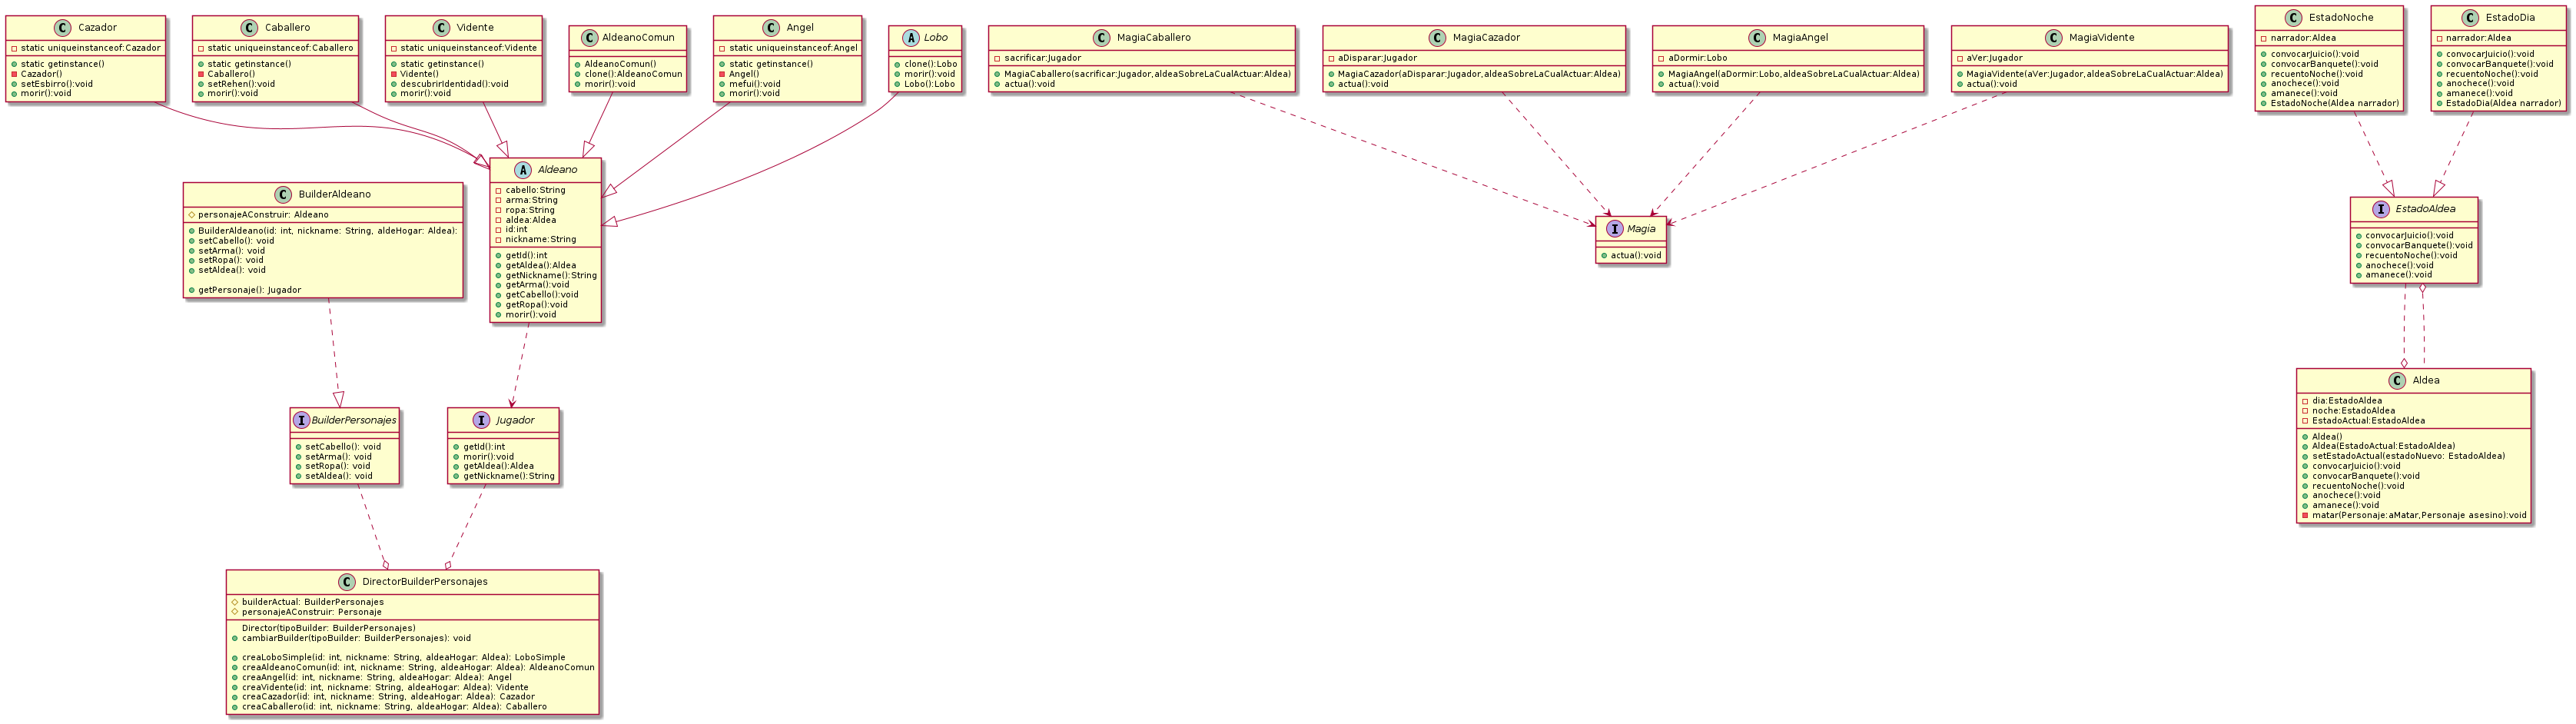 Cazador
static uniqueinstanceof:Cazador
static getinstance()
Cazador()
setEsbirro():void
morir():void
Caballero
static uniqueinstanceof:Caballero
static getinstance()
Caballero()
setRehen():void
morir():void
Vidente
static uniqueinstanceof:Vidente
static getinstance()
Vidente()
descubrirIdentidad():void
morir():void
AldeanoComun
AldeanoComun()
clone():AldeanoComun
morir():void
Angel
static uniqueinstanceof:Angel
static getinstance()
Angel()
mefui():void
morir():void
Lobo
clone():Lobo
morir():void
Lobo():Lobo
MagiaCaballero
sacrificar:Jugador
MagiaCaballero(sacrificar:Jugador,aldeaSobreLaCualActuar:Aldea)
actua():void
MagiaCazador
aDisparar:Jugador
MagiaCazador(aDisparar:Jugador,aldeaSobreLaCualActuar:Aldea)
actua():void
MagiaAngel
aDormir:Lobo
MagiaAngel(aDormir:Lobo,aldeaSobreLaCualActuar:Aldea)
actua():void
MagiaVidente
aVer:Jugador
MagiaVidente(aVer:Jugador,aldeaSobreLaCualActuar:Aldea)
actua():void
EstadoNoche
narrador:Aldea
convocarJuicio():void
convocarBanquete():void
recuentoNoche():void
anochece():void
amanece():void
EstadoNoche(Aldea narrador)
EstadoDia
narrador:Aldea
convocarJuicio():void
convocarBanquete():void
recuentoNoche():void
anochece():void
amanece():void
EstadoDia(Aldea narrador)
BuilderAldeano
personajeAConstruir: Aldeano
BuilderAldeano(id: int, nickname: String, aldeHogar: Aldea):
setCabello(): void
setArma(): void
setRopa(): void
setAldea(): void
getPersonaje(): Jugador
Aldeano
cabello:String
arma:String
ropa:String
aldea:Aldea
id:int
nickname:String
getId():int
getAldea():Aldea
getNickname():String
getArma():void
getCabello():void
getRopa():void
morir():void
Magia
actua():void
EstadoAldea
convocarJuicio():void
convocarBanquete():void
recuentoNoche():void
anochece():void
amanece():void
BuilderPersonajes
setCabello(): void
setArma(): void
setRopa(): void
setAldea(): void
Jugador
getId():int
morir():void
getAldea():Aldea
getNickname():String
Aldea
dia:EstadoAldea
noche:EstadoAldea
EstadoActual:EstadoAldea
Aldea()
Aldea(EstadoActual:EstadoAldea)
setEstadoActual(estadoNuevo: EstadoAldea)
convocarJuicio():void
convocarBanquete():void
recuentoNoche():void
anochece():void
amanece():void
matar(Personaje:aMatar,Personaje asesino):void
DirectorBuilderPersonajes
builderActual: BuilderPersonajes
personajeAConstruir: Personaje
Director(tipoBuilder: BuilderPersonajes)
cambiarBuilder(tipoBuilder: BuilderPersonajes): void
creaLoboSimple(id: int, nickname: String, aldeaHogar: Aldea): LoboSimple
creaAldeanoComun(id: int, nickname: String, aldeaHogar: Aldea): AldeanoComun
creaAngel(id: int, nickname: String, aldeaHogar: Aldea): Angel
creaVidente(id: int, nickname: String, aldeaHogar: Aldea): Vidente
creaCazador(id: int, nickname: String, aldeaHogar: Aldea): Cazador
creaCaballero(id: int, nickname: String, aldeaHogar: Aldea): Caballero